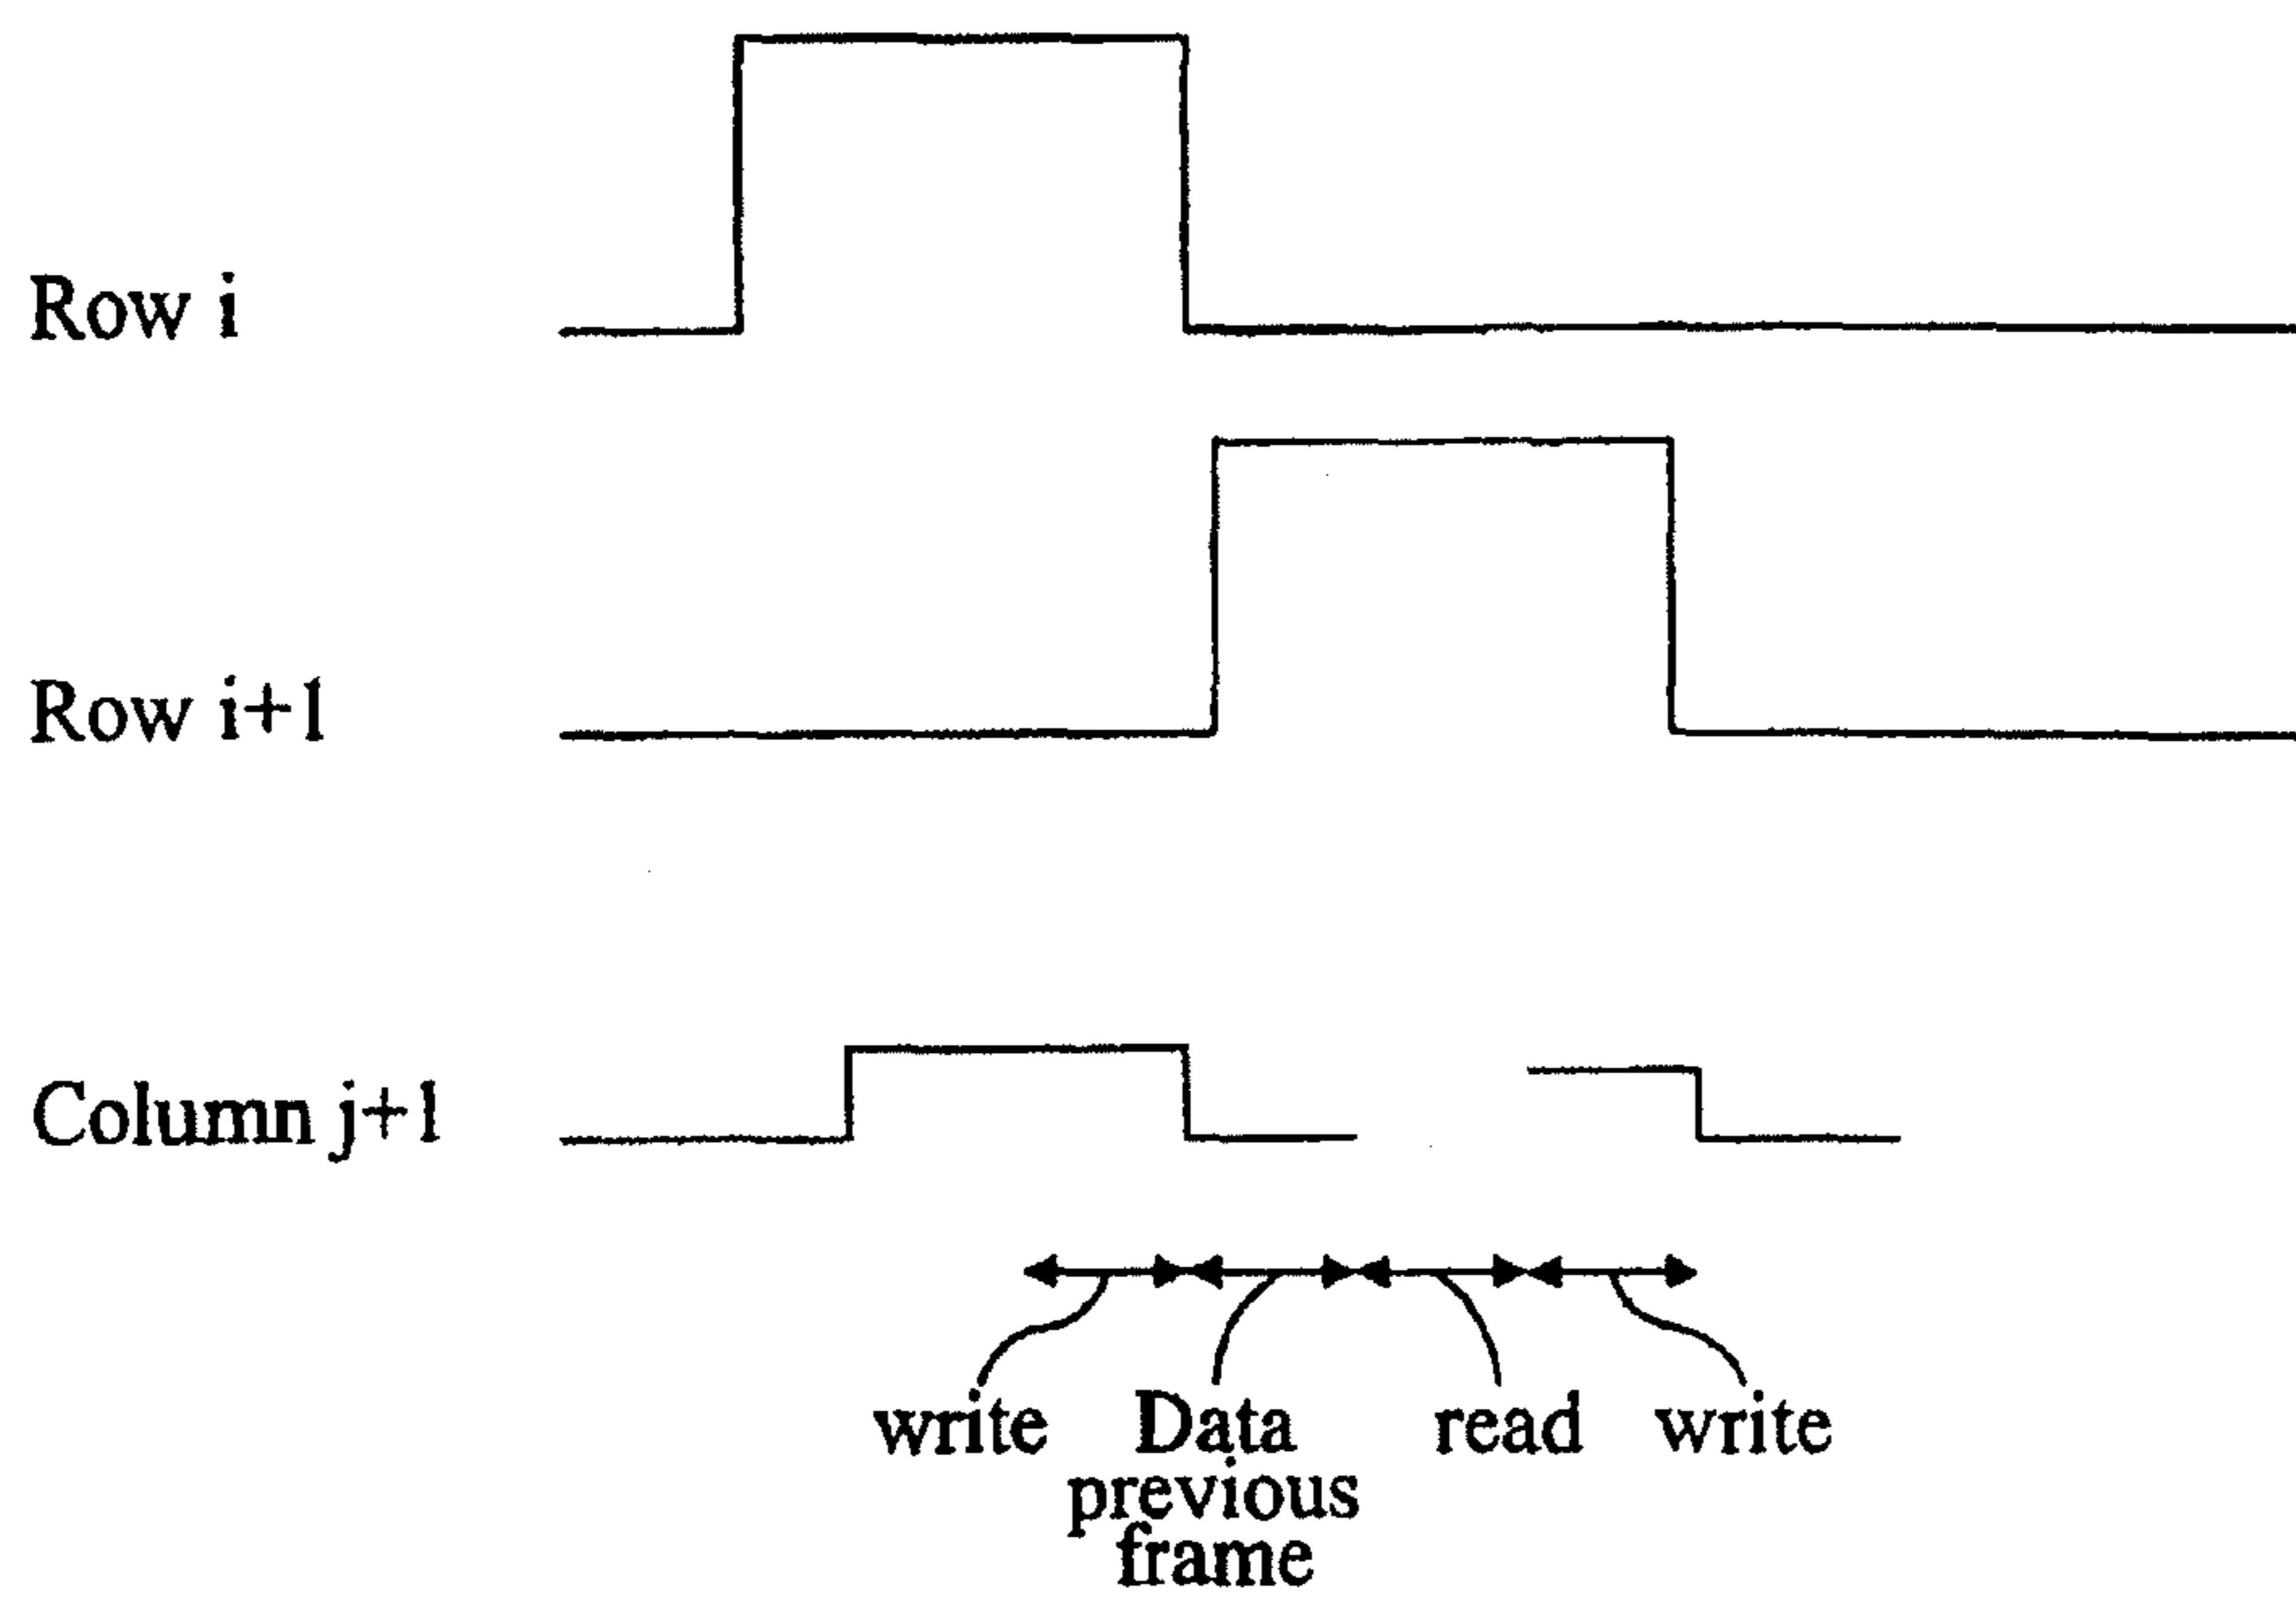 Row i
Row i+1
Column j+1
write Data read write
previous
frame